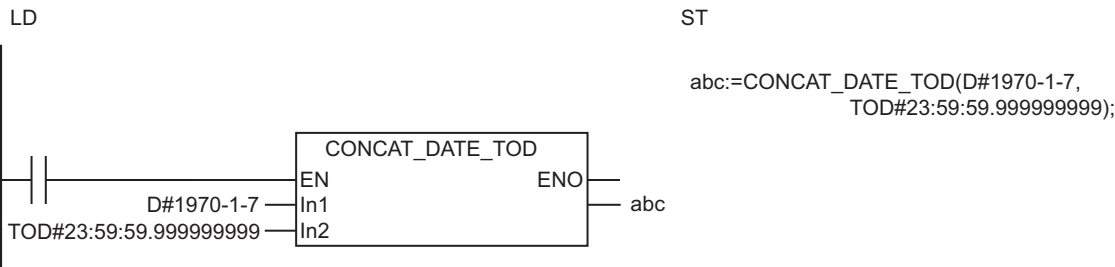 LD
ST
abc:=CONCAT_DATE_TOD(D#1970-1-7,
TOD#23:59:59.999999999);
CONCAT_DATE_TOD
EN ENO
D#1970-1-7 In1 abc
TOD#23:59:59.999999999 In2